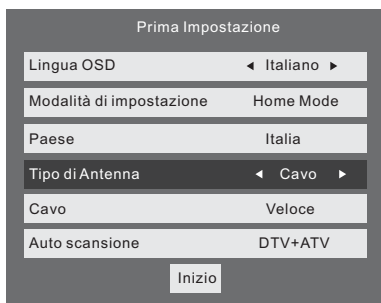 Prima Impostazione
Lingua OSD ◄ Italiano ►
Modalità di impostazione Home Mode
Paese Italia
Tipo di Antenna ◄ Cavo ►
Cavo Veloce
Auto scansione DTV+ATV
Inizio